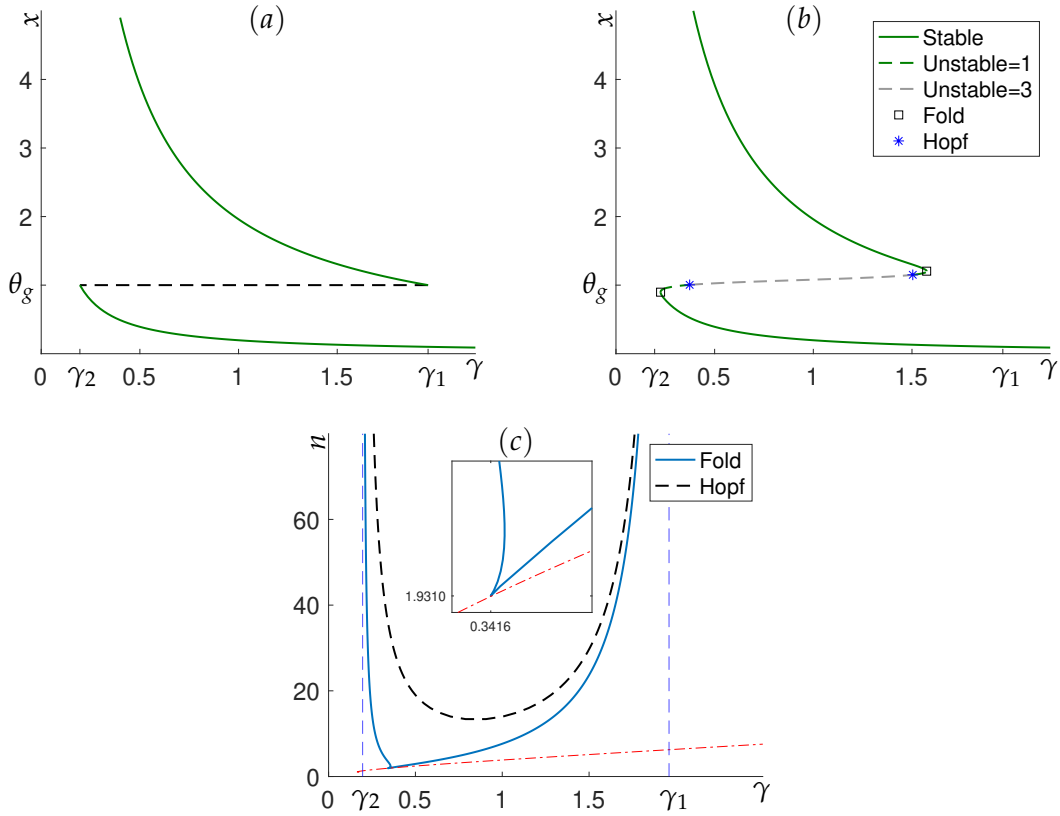 (a)
x
4
3
2
θg
0 γ2 0.5 1 1.5 γ1 γ
(b)
x
Stable
Unstable=1
Unstable=3
Fold
Hopf
4
3
2
θg
0 γ2 0.5 1 1.5 γ1 γ
(c)
n
Fold
Hopf
60
40
20
0
1.9310
0.3416
0 γ2 0.5 1 1.5 γ1 γ